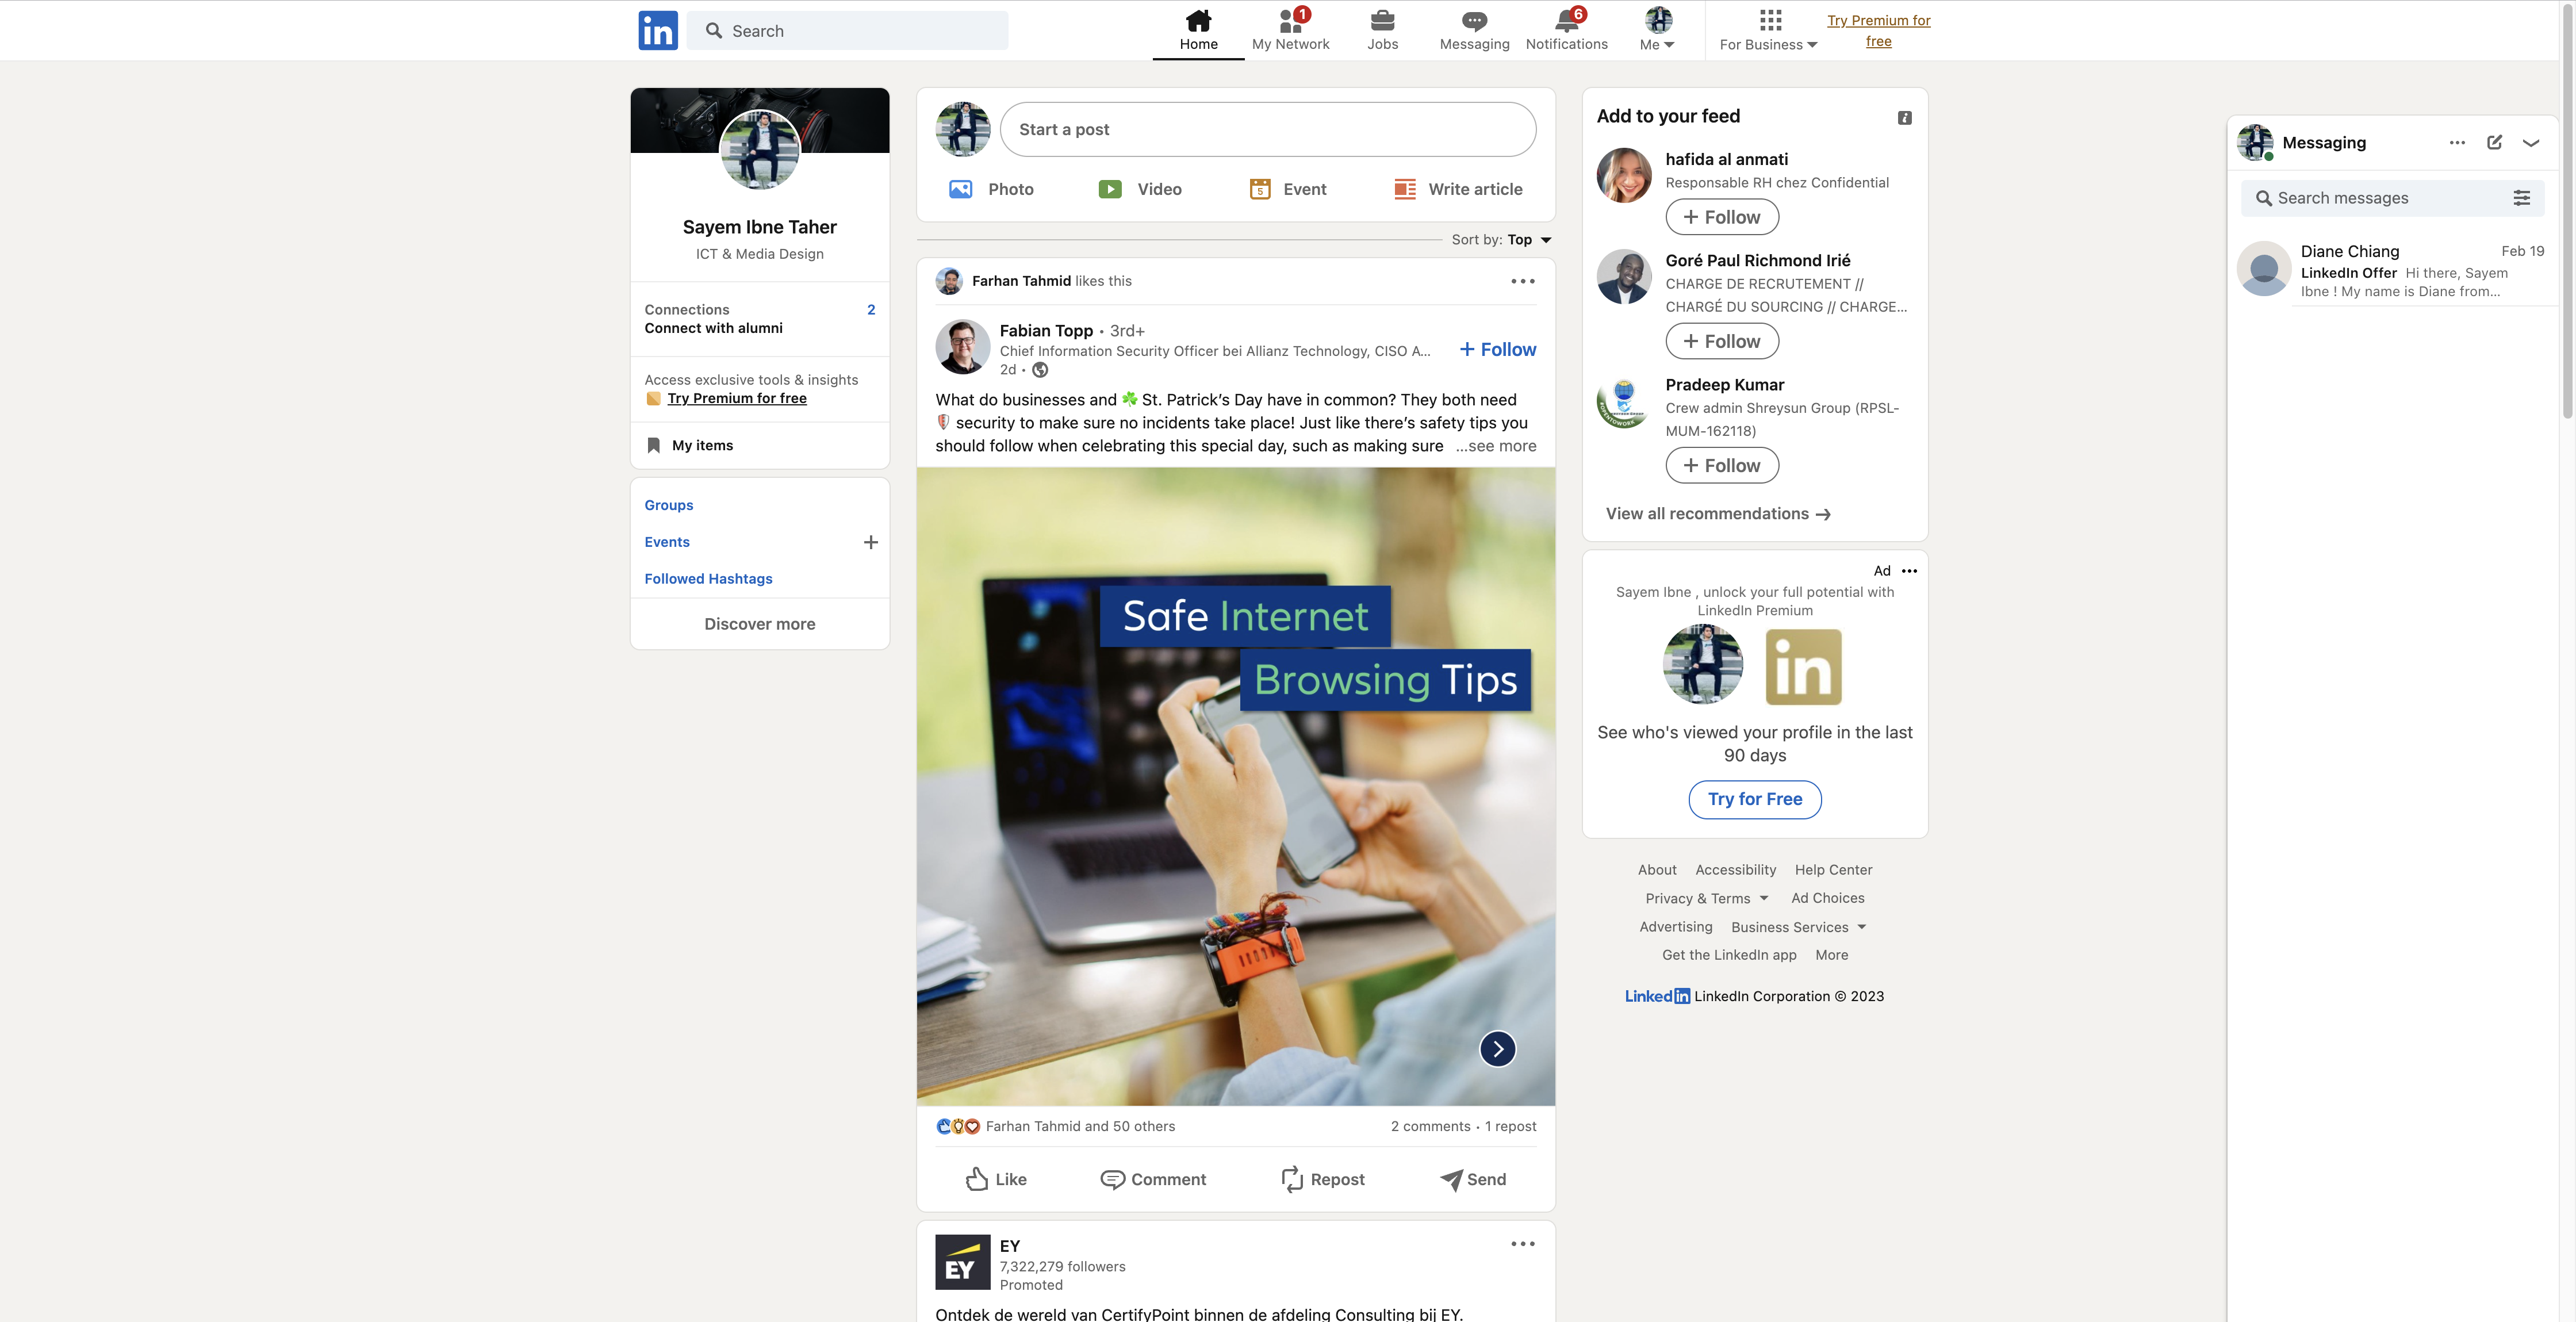 in
Search
1
6
Home
My Network
Jobs
Messaging
Notifications
Me
For Business
Try Premium for
free
Sayem Ibne Taher
ICT & Media Design
Connections 2
Connect with alumni
Access exclusive tools & insights
Try Premium for free
My items
Groups
Events
Followed Hashtags
Discover more
Start a post
Photo
Video
5
Event
Write article
Sort by: Top
Farhan Tahmid likes this
Fabian Topp • 3rd+
Chief Information Security Officer bei Allianz Technology, CISO A...
2d •
+ Follow
What do businesses and ☘️ St. Patrick’s Day have in common? They both need
🛡️ security to make sure no incidents take place! Just like there’s safety tips you
should follow when celebrating this special day, such as making sure ...see more
Safe Internet
Browsing Tips
Farhan Tahmid and 50 others
2 comments • 1 repost
Like
Comment
Repost
Send
EY
EY
7,322,279 followers
Promoted
Ontdek de wereld van CertifyPoint binnen de afdeling Consulting bij EY.
Add to your feed
hafida al anmati
Responsable RH chez Confidential
+ Follow
Goré Paul Richmond Irié
CHARGE DE RECRUTEMENT //
CHARGÉ DU SOURCING // CHARGE...
+ Follow
Pradeep Kumar
Crew admin Shreysun Group (RPSL-
MUM-162118)
+ Follow
View all recommendations →
Ad
Sayem Ibne , unlock your full potential with
LinkedIn Premium
in
See who's viewed your profile in the last
90 days
Try for Free
About Accessibility Help Center
Privacy & Terms Ad Choices
Advertising Business Services
Get the LinkedIn app More
LinkedIn LinkedIn Corporation © 2023
Messaging
Search messages
Diane Chiang Feb 19
LinkedIn Offer Hi there, Sayem
Ibne ! My name is Diane from...